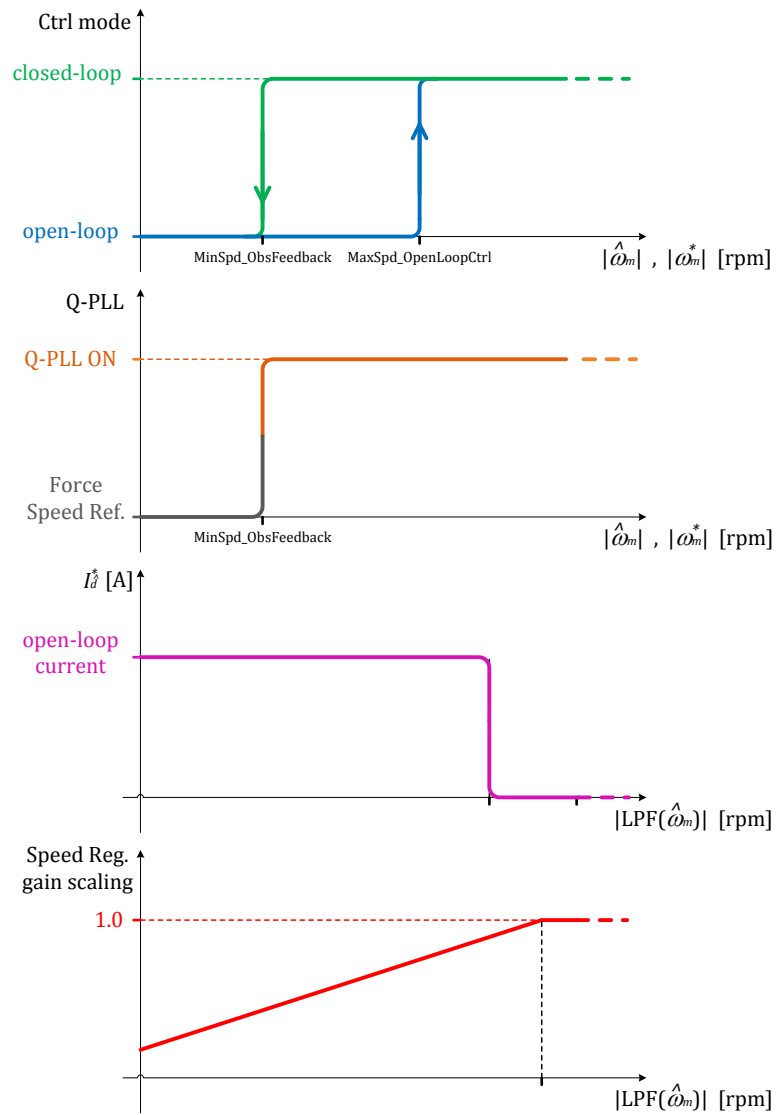 Ctrl mode
closed-loop
open-loop
MinSpd_ObsFeedback
MaxSpd_OpenLoopCtrl
|ω̂m| , |ω*m| [rpm]
Q-PLL
Q-PLL ON
Force
Speed Ref.
MinSpd_ObsFeedback
|ω̂m| , |ω*m| [rpm]
I*d̂ [A]
open-loop
current
|LPF(ω̂m)| [rpm]
Speed Reg.
gain scaling
1.0
|LPF(ω̂m)| [rpm]